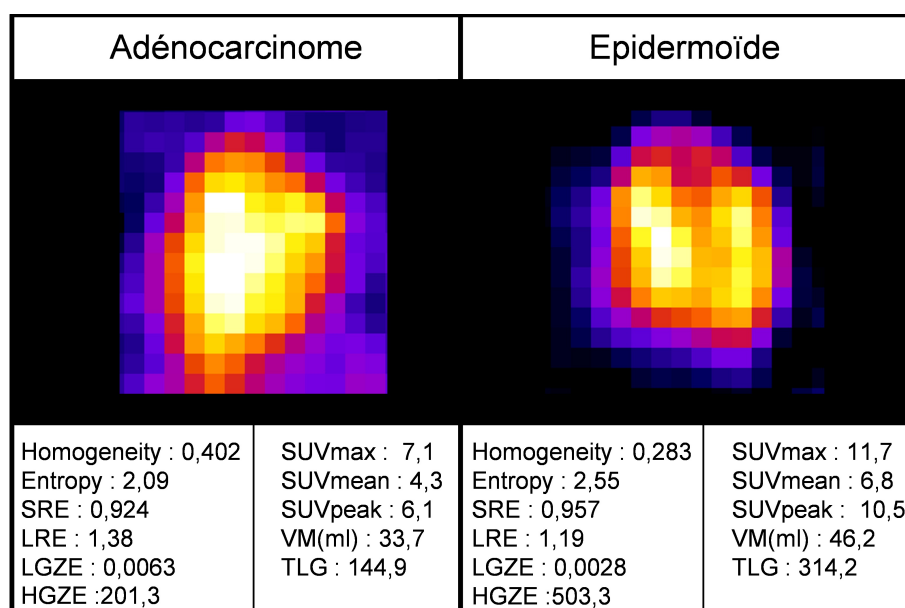 Adénocarcinome
Epidermoïde
Homogeneity : 0,402
Entropy : 2,09
SRE : 0,924
LRE : 1,38
LGZE : 0,0063
HGZE :201,3
SUVmax : 7,1
SUVmean : 4,3
SUVpeak : 6,1
VM(ml) : 33,7
TLG : 144,9
Homogeneity : 0,283
Entropy : 2,55
SRE : 0,957
LRE : 1,19
LGZE : 0,0028
HGZE :503,3
SUVmax : 11,7
SUVmean : 6,8
SUVpeak : 10,5
VM(ml) : 46,2
TLG : 314,2